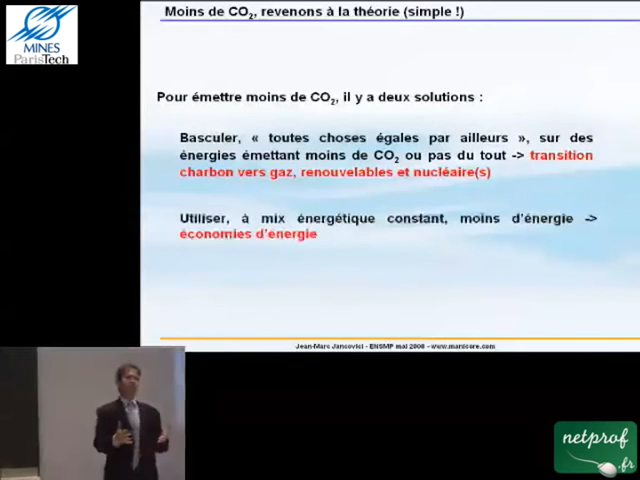 Moins de CO2, revenons à la théorie (simple !)
MINES
ParisTech
Pour émettre moins de CO2, il y a deux solutions :
Basculer, « toutes choses égales par ailleurs », sur des
énergies émettant moins de CO2 ou pas du tout -> transition
charbon vers gaz, renouvelables et nucléaire(s)
Utiliser, à mix énergétique constant, moins d'énergie ->
économies d'énergie
Jean-Marc Jancovici - ENSMP mai 2008 - www.manicore.com
netprof
.fr